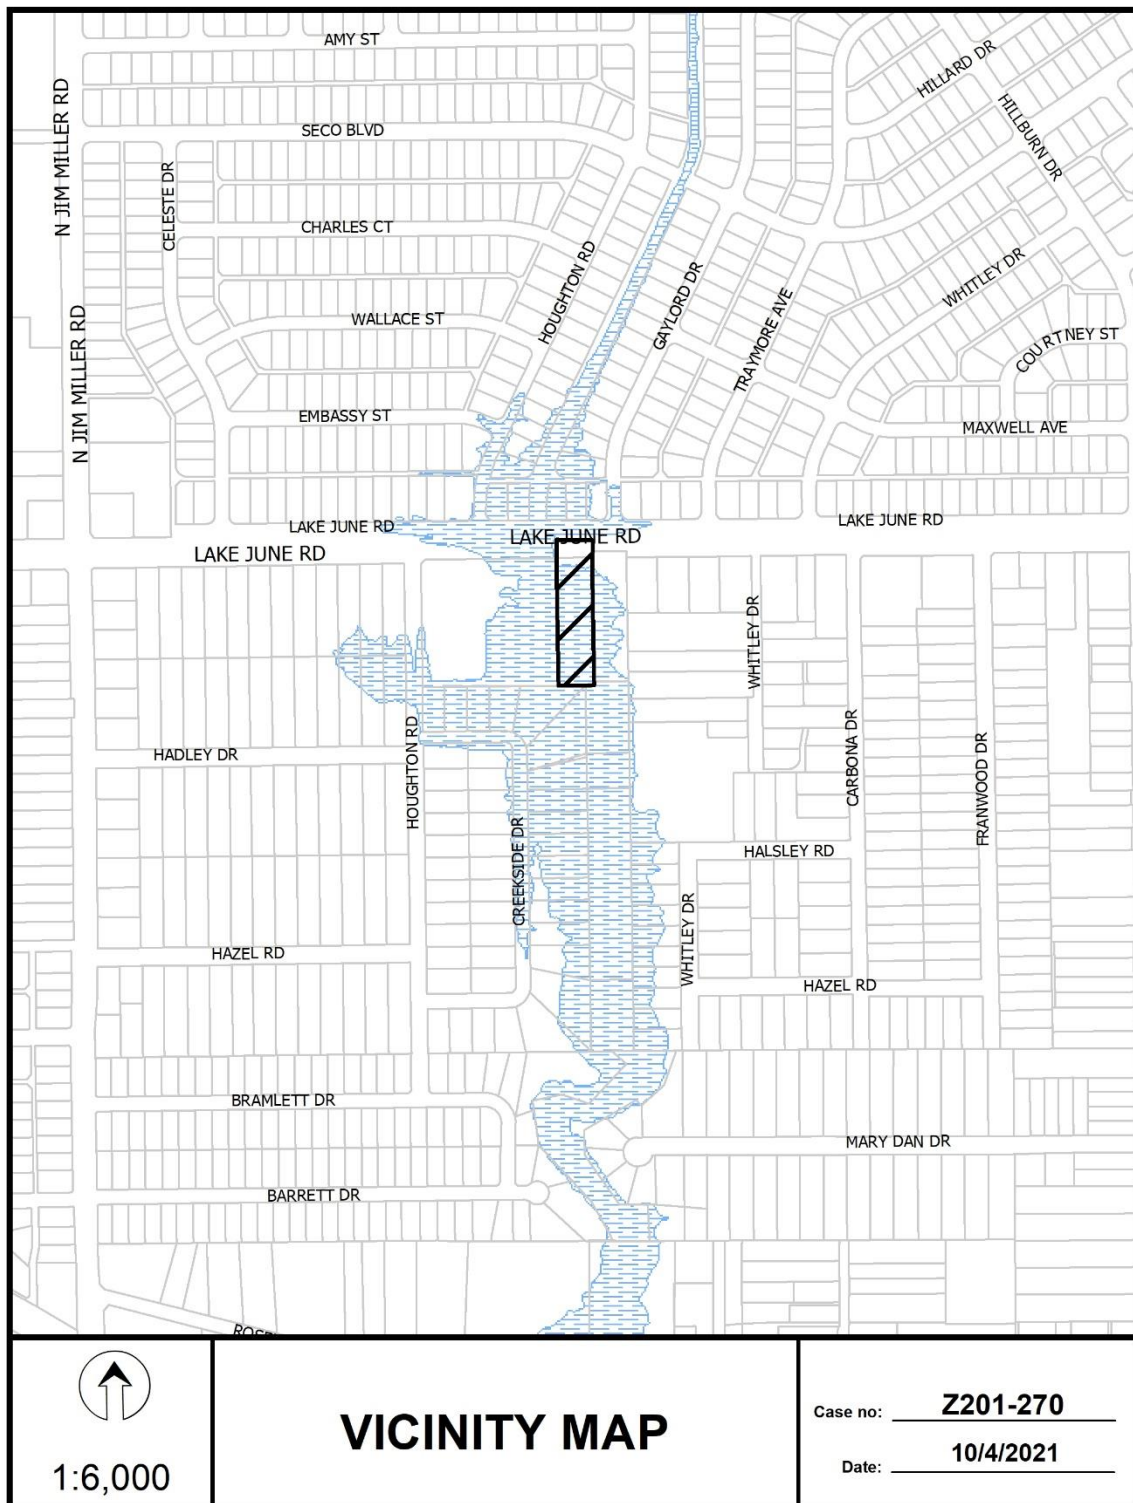 AMY ST
HILLARD DR
N JIM MILLER RD
SECO BLVD
HILLBURN DR
CELESTE DR
CHARLES CT
HOUGHTON RD
GAYLORD DR
WHITLEY DR
WALLACE ST
TRAYMORE AVE
COURTNEY ST
N JIM MILLER RD
EMBASSY ST
MAXWELL AVE
LAKE JUNE RD
LAKE JUNE RD
LAKE JUNE RD
LAKE JUNE RD
WHITLEY DR
HADLEY DR
HOUGHTON RD
CARBONA DR
FRANWOOD DR
CREEKSIDE DR
HALSLEY RD
WHITLEY DR
HAZEL RD
HAZEL RD
BRAMLETT DR
MARY DAN DR
BARRETT DR
1:6,000
VICINITY MAP
Case no: Z201-270
Date: 10/4/2021